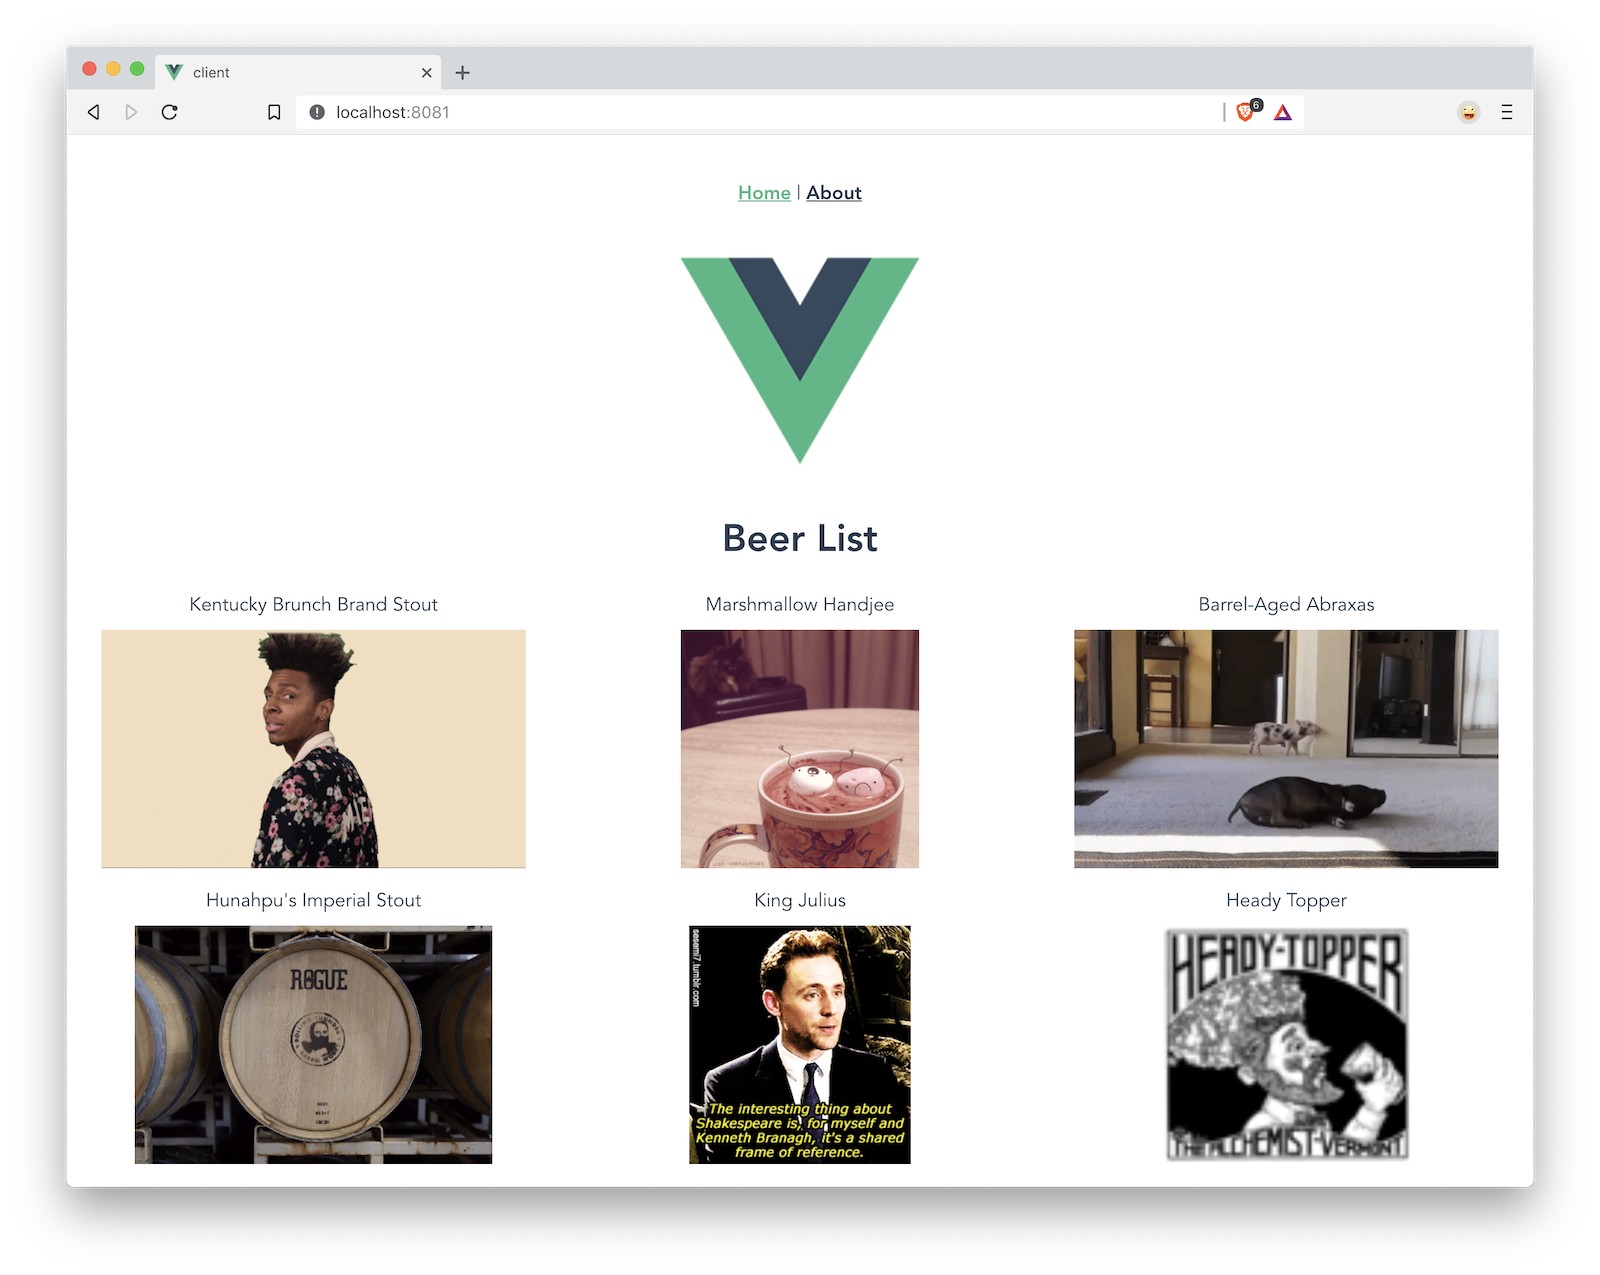 client
localhost:8081
6
Home | About
Beer List
Kentucky Brunch Brand Stout
Marshmallow Handjee
Barrel-Aged Abraxas
Hunahpu's Imperial Stout
King Julius
Heady Topper
ROGUE
sesemi7.tumblr.com
The interesting thing about
Shakespeare is, for myself and
Kenneth Branagh, it's a shared
frame of reference.
HEADY-TOPPER
THE ALCHEMIST-VERMONT